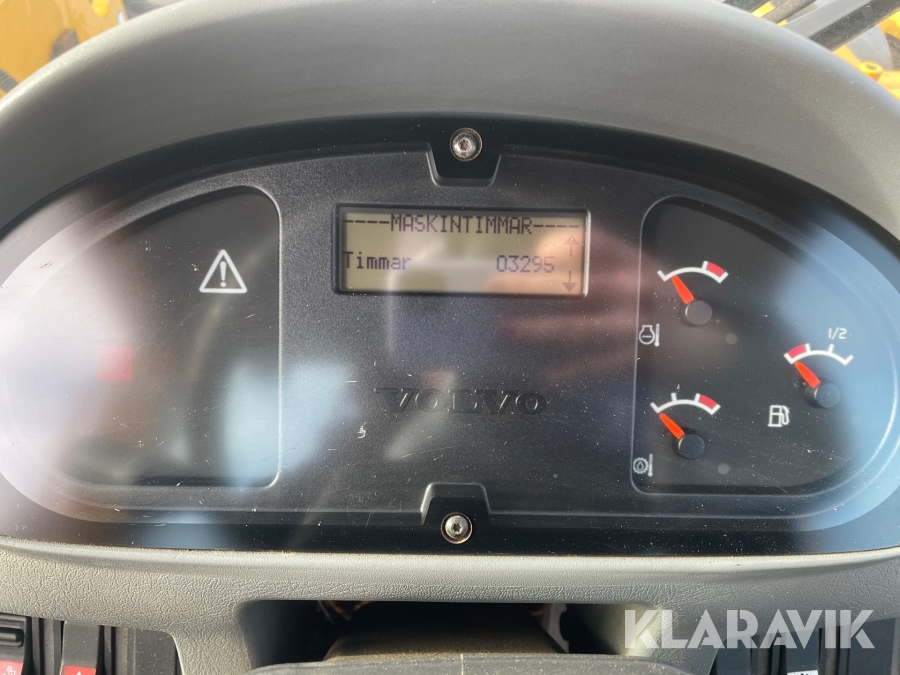 ----MASKINTIMMAR----
Timmar 03295
1/2
VOLVO
KLARAVIK